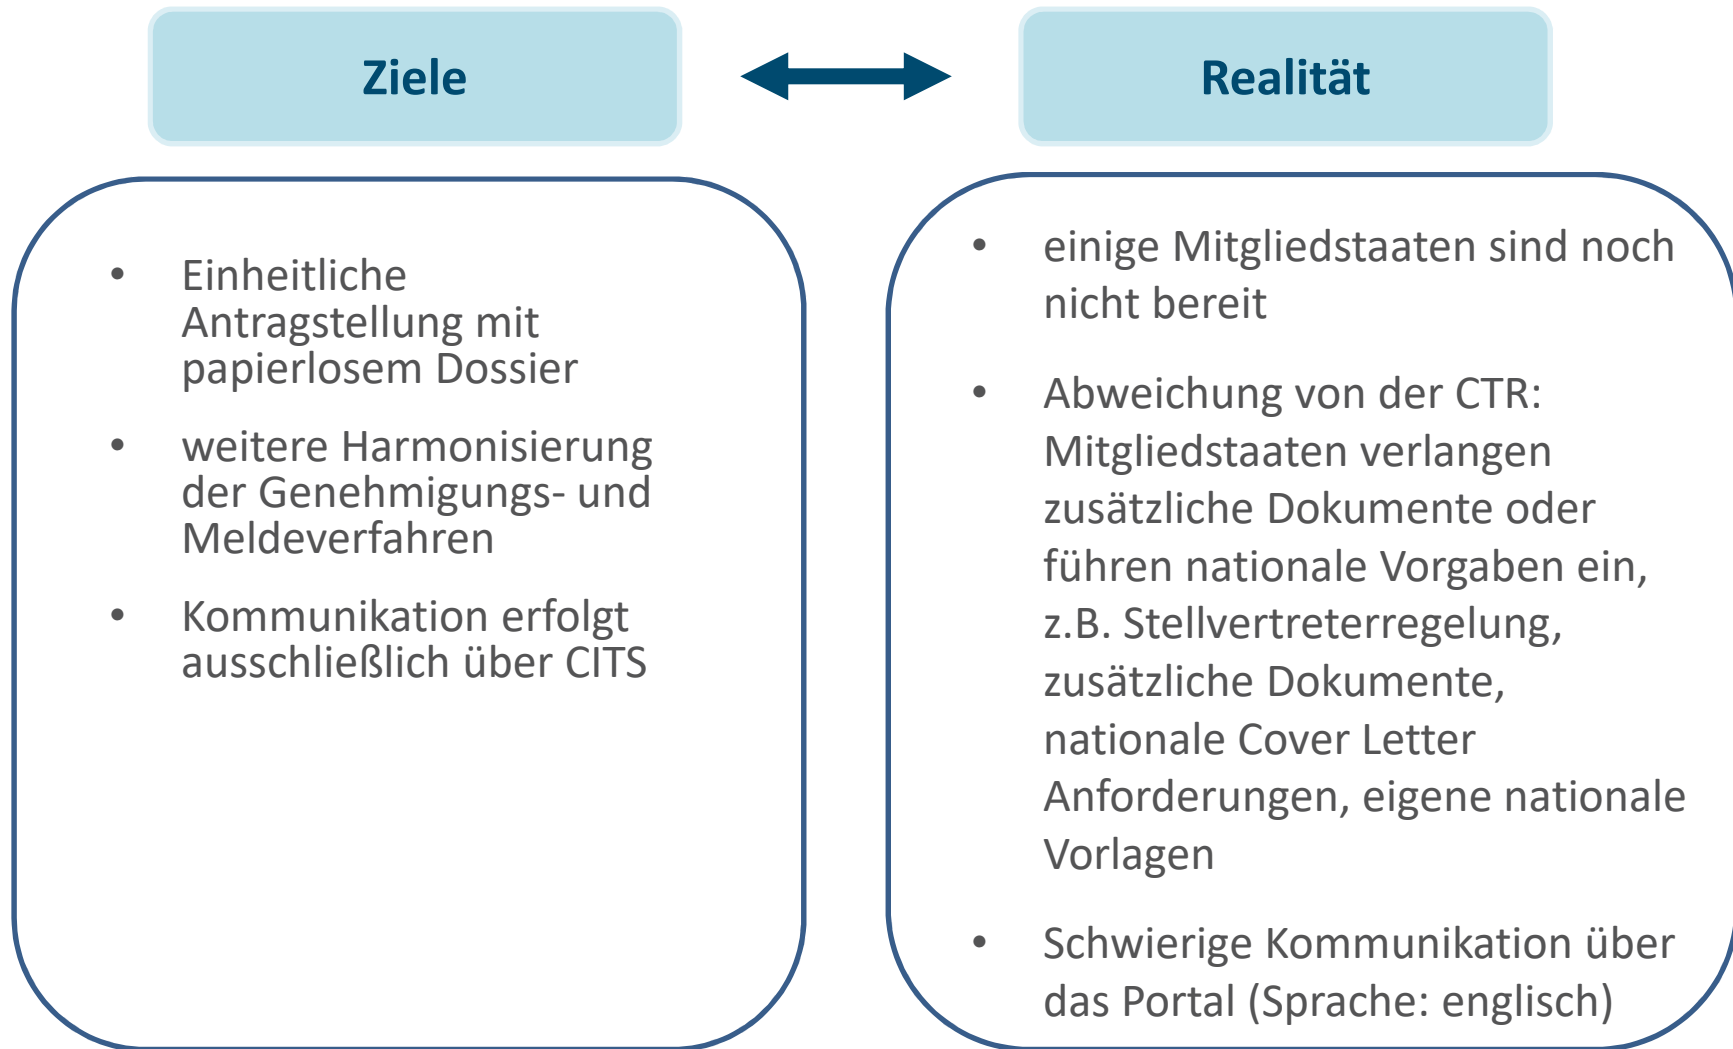 Ziele
Realität
• Einheitliche
Antragstellung mit
papierlosem Dossier
• weitere Harmonisierung
der Genehmigungs- und
Meldeverfahren
• Kommunikation erfolgt
ausschließlich über CITS
• einige Mitgliedstaaten sind noch
nicht bereit
• Abweichung von der CTR:
Mitgliedstaaten verlangen
zusätzliche Dokumente oder
führen nationale Vorgaben ein,
z.B. Stellvertreterregelung,
zusätzliche Dokumente,
nationale Cover Letter
Anforderungen, eigene nationale
Vorlagen
• Schwierige Kommunikation über
das Portal (Sprache: englisch)